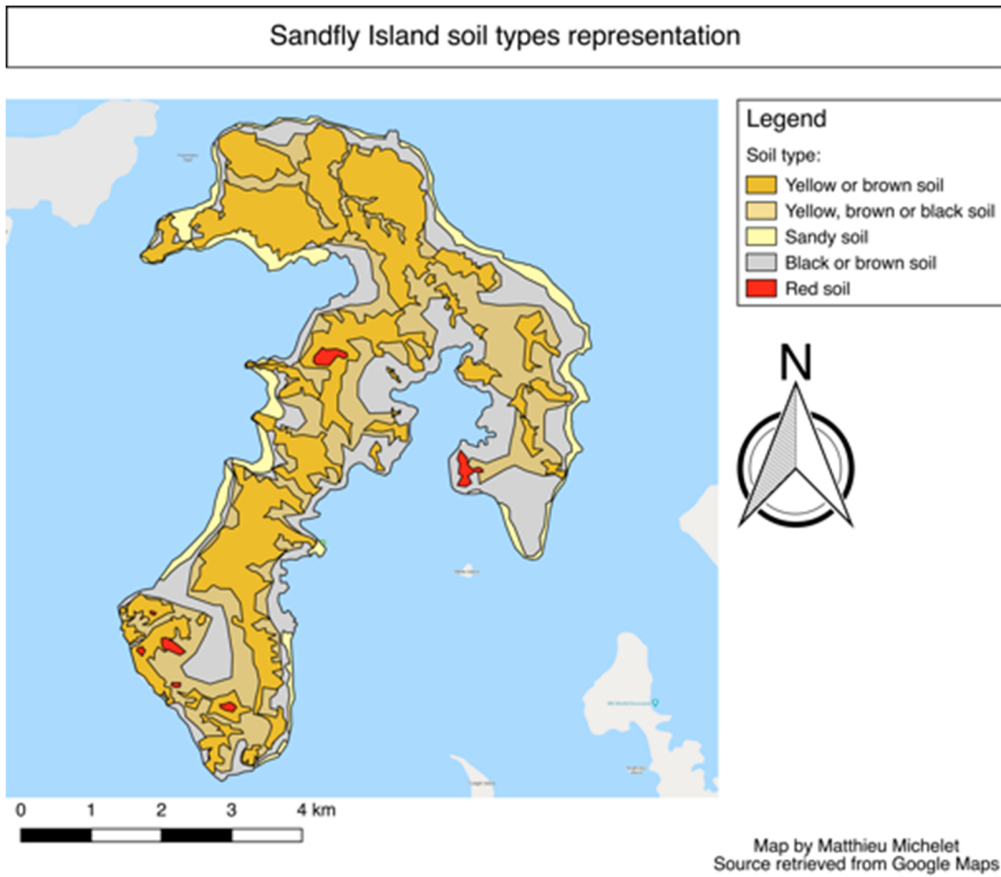 Sandfly Island soil types representation
Legend
Soil type:
Yellow or brown soil
Yellow, brown or black soil
Sandy soil
Black or brown soil
Red soil
N
0 1 2 3 4 km
Map by Matthieu Michelet
Source retrieved from Google Maps